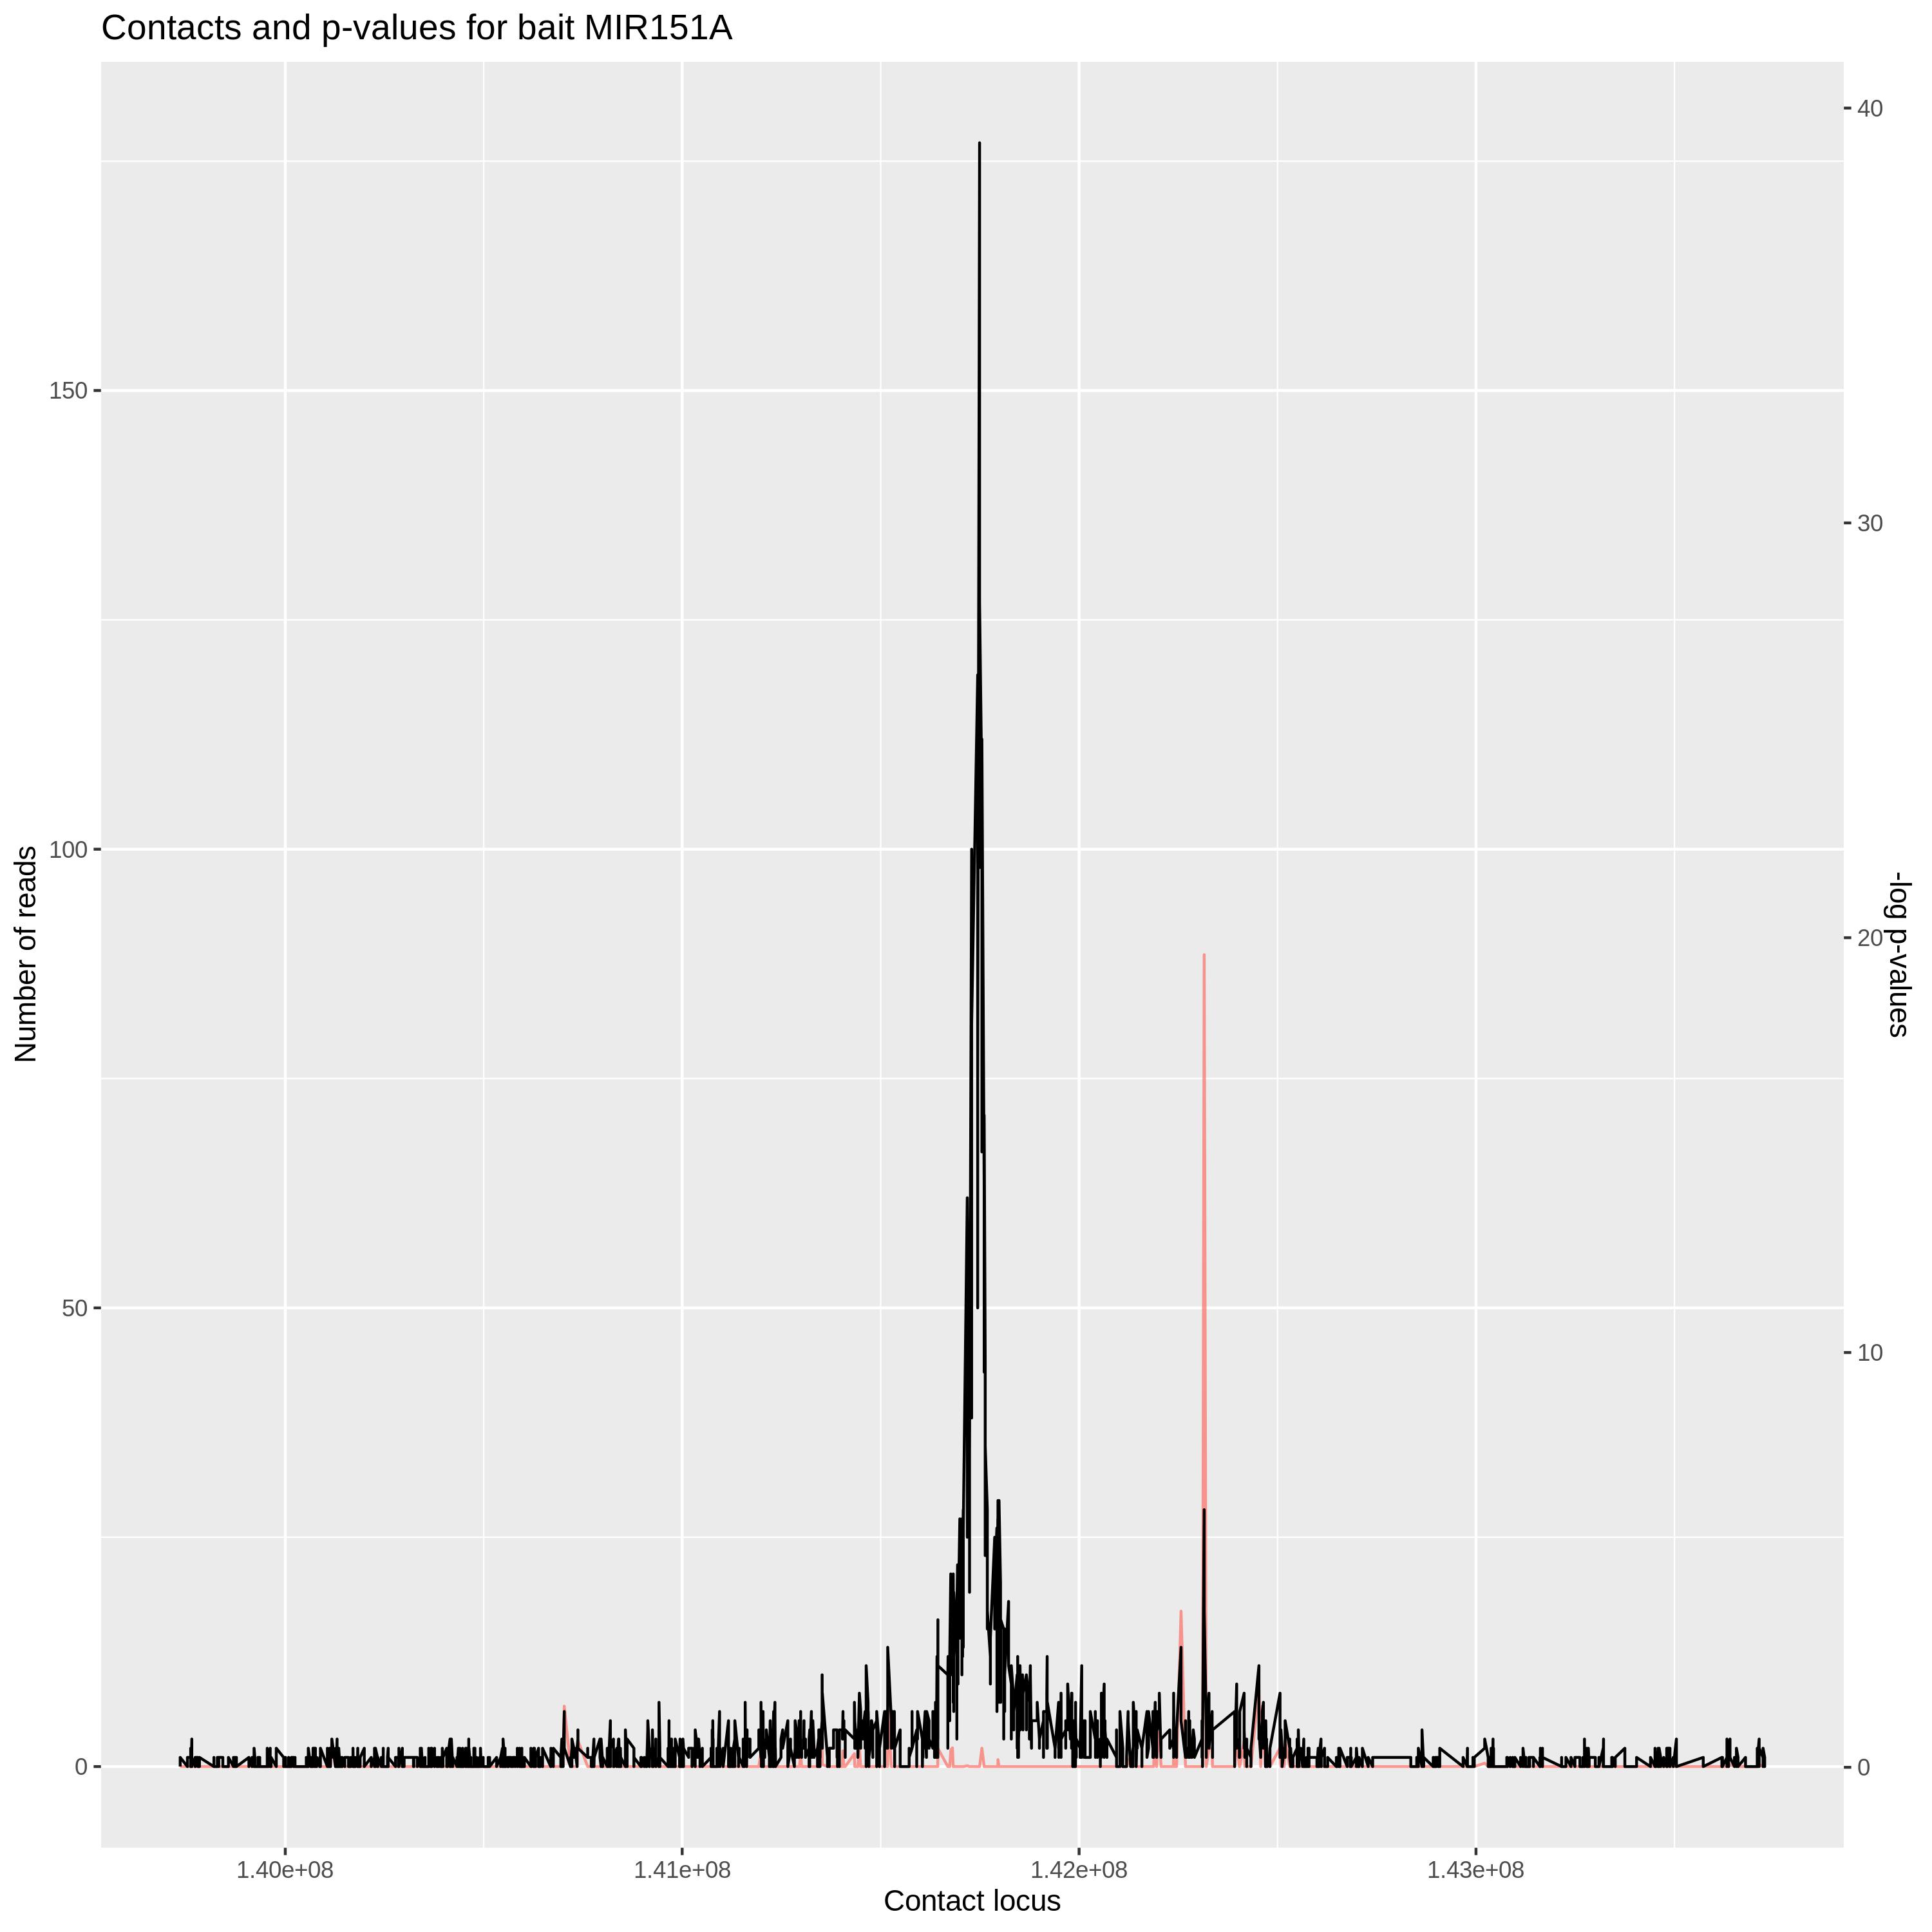 Contacts and p-values for bait MIR151A
40
150
30
Number of reads
100
-log p-values
20
50
10
0
0
1.40e+08
1.41e+08
1.42e+08
1.43e+08
Contact locus